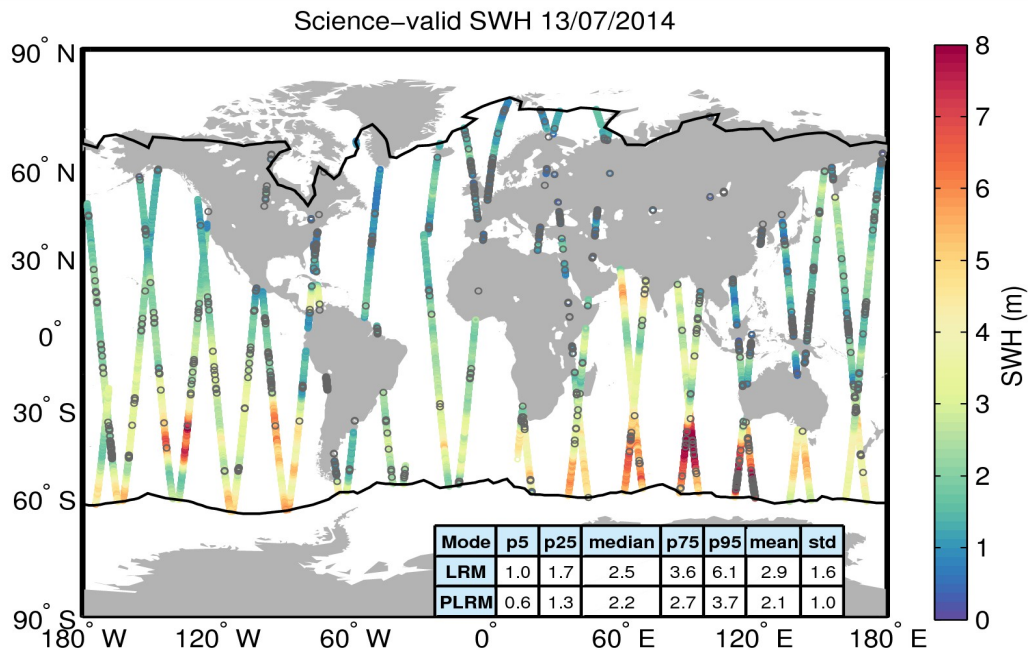 Science−valid SWH 13/07/2014
90° N
60° N
30° N
0°
30° S
60° S
90° S
180° W
120° W
60° W
0°
60° E
120° E
180° E
8
7
6
5
4
3
2
1
0
SWH (m)
Mode p5 p25 median p75 p95 mean std
LRM 1.0 1.7 2.5 3.6 6.1 2.9 1.6
PLRM 0.6 1.3 2.2 2.7 3.7 2.1 1.0